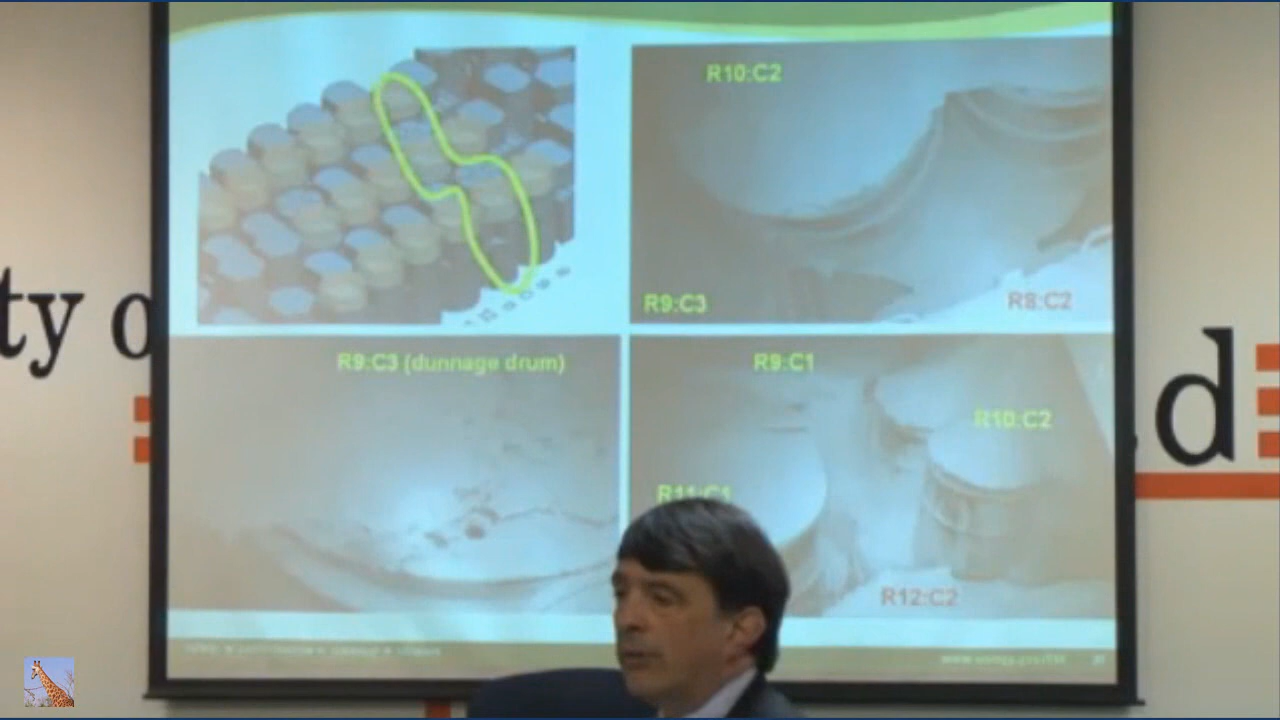 R10:C2
R9:C3
R8:C2
R9:C3 (dunnage drum)
R9:C1
R10:C2
R11:C1
R12:C2
ty o
d